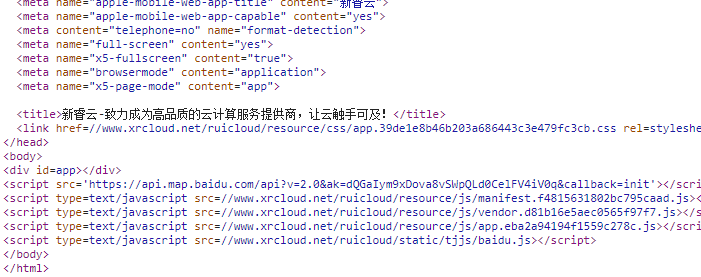 <meta name="apple-mobile-web-app-title" content="新睿云">
<meta name="apple-mobile-web-app-capable" content="yes">
<meta content="telephone=no" name="format-detection">
<meta name="full-screen" content="yes">
<meta name="x5-fullscreen" content="true">
<meta name="browsermode" content="application">
<meta name="x5-page-mode" content="app">
<title>新睿云-致力成为高品质的云计算服务提供商，让云触手可及！</title>
<link href=//www.xrcloud.net/ruicloud/resource/css/app.39de1e8b46b203a686443c3e479fc3cb.css rel=styleshe
</head>
<body>
<div id=app></div>
<script src='https://api.map.baidu.com/api?v=2.0&ak=dQGaIym9xDova8vSWpQLd0CelFV4iV0q&callback=init'></scri
<script type=text/javascript src=//www.xrcloud.net/ruicloud/resource/js/manifest.f4815631802bc795caad.js><
<script type=text/javascript src=//www.xrcloud.net/ruicloud/resource/js/vendor.d81b16e5aec0565f97f7.js></s
<script type=text/javascript src=//www.xrcloud.net/ruicloud/resource/js/app.eba2a94194f1559c278c.js></scri
<script type=text/javascript src=//www.xrcloud.net/ruicloud/static/tjjs/baidu.js></script>
</body>
</html>